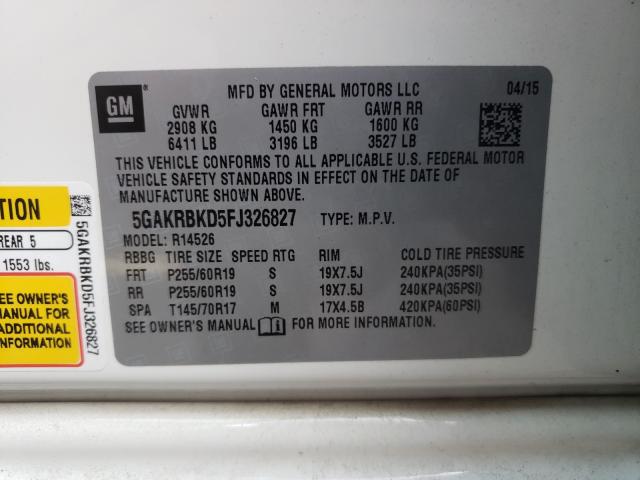 GM
MFD BY GENERAL MOTORS LLC 04/15
GVWR GAWR FRT GAWR RR
2908 KG 1450 KG 1600 KG
6411 LB 3196 LB 3527 LB
THIS VEHICLE CONFORMS TO ALL APPLICABLE U.S. FEDERAL MOTOR
VEHICLE SAFETY STANDARDS IN EFFECT ON THE DATE OF
MANUFACTURE SHOWN ABOVE.
5GAKRBKD5FJ326827 TYPE: M.P.V.
MODEL: R14526
RBBG TIRE SIZE SPEED RTG RIM COLD TIRE PRESSURE
FRT P255/60R19 S 19X7.5J 240KPA(35PSI)
RR P255/60R19 S 19X7.5J 240KPA(35PSI)
SPA T145/70R17 M 17X4.5B 420KPA(60PSI)
SEE OWNER'S MANUAL FOR MORE INFORMATION.
TION
REAR 5
1553 lbs.
SEE OWNER'S
MANUAL FOR
ADDITIONAL
INFORMATION
5GAKRBKD5FJ326827